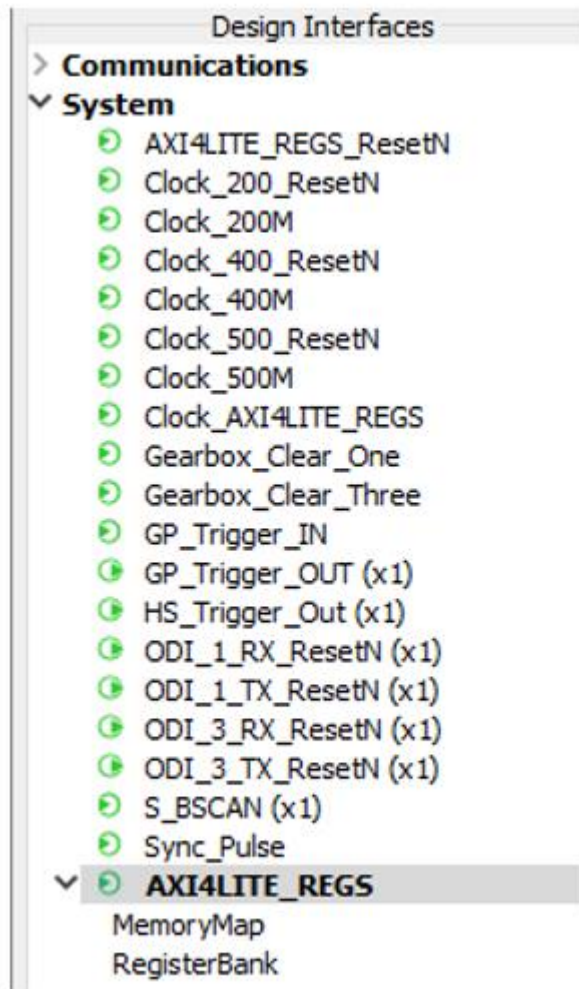 Design Interfaces
Communications
System
AXI4LITE_REGS_ResetN
Clock_200_ResetN
Clock_200M
Clock_400_ResetN
Clock_400M
Clock_500_ResetN
Clock_500M
Clock_AXI4LITE_REGS
Gearbox_Clear_One
Gearbox_Clear_Three
GP_Trigger_IN
GP_Trigger_OUT (x1)
HS_Trigger_Out (x1)
ODI_1_RX_ResetN (x1)
ODI_1_TX_ResetN (x1)
ODI_3_RX_ResetN (x1)
ODI_3_TX_ResetN (x1)
S_BSCAN (x1)
Sync_Pulse
AXI4LITE_REGS
MemoryMap
RegisterBank